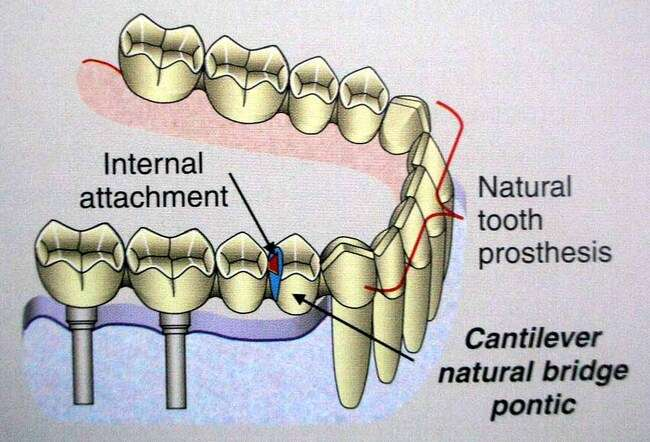 Internal
attachment
Natural
tooth
prosthesis
Cantilever
natural bridge
pontic